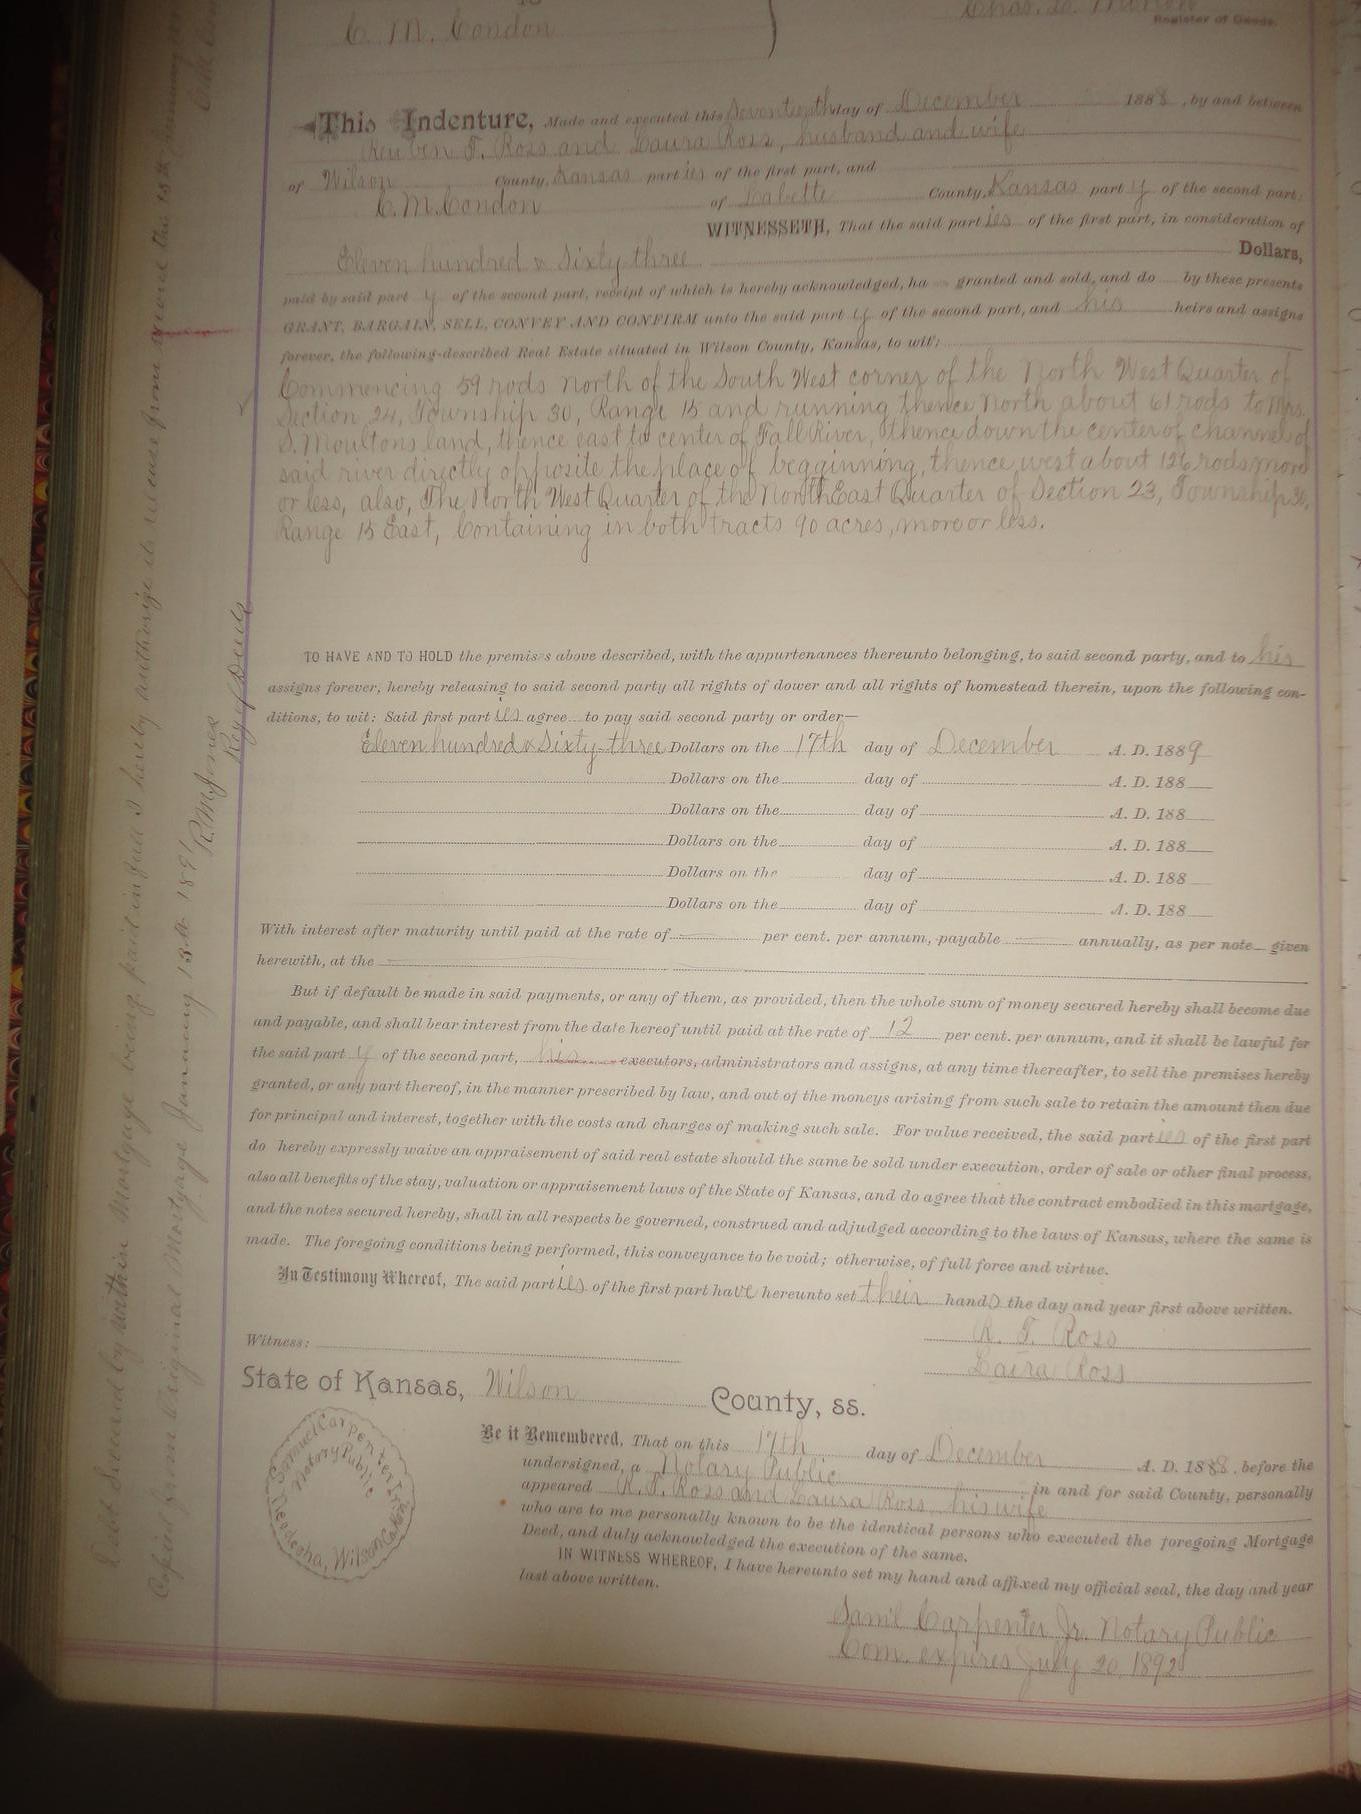 C. M. Condon
Register of Deeds.
This Indenture, Made and executed this Seventeenth day of December 1888, by and between
Reuben T. Ross and Laura Ross, husband and wife
of Wilson County, Kansas parties of the first part, and
C. M. Condon of Labette County, Kansas party of the second part:
WITNESSETH, That the said parties of the first part, in consideration of
Eleven hundred & Sixty-three Dollars,
paid by said party of the second part, receipt of which is hereby acknowledged, ha granted and sold, and do by these presents
GRANT, BARGAIN, SELL, CONVEY AND CONFIRM unto the said party of the second part, and his heirs and assigns
forever, the following-described Real Estate situated in Wilson County, Kansas, to wit:
Commencing 59 rods north of the South West corner of the North West Quarter of
Section 24, Township 30, Range 15 and running thence North about 61 rods to Mrs.
S. Moultons land, thence east to center of Fall River, thence down the center of channel of
said river directly opposite the place of begginning, thence west about 126 rods more
or less, also, The North West Quarter of the North East Quarter of Section 23, Township 30,
Range 15 East, Containing in both tracts 90 acres, more or less.
TO HAVE AND TO HOLD the premises above described, with the appurtenances thereunto belonging, to said second party, and to his
assigns forever, hereby releasing to said second party all rights of dower and all rights of homestead therein, upon the following con-
ditions, to wit: Said first parties agree to pay said second party or order—
Eleven hundred & Sixty-three Dollars on the 17th day of December A. D. 1889
Dollars on the day of A. D. 188
Dollars on the day of A. D. 188
Dollars on the day of A. D. 188
Dollars on the day of A. D. 188
Dollars on the day of A. D. 188
With interest after maturity until paid at the rate of per cent. per annum, payable annually, as per note given
herewith, at the
But if default be made in said payments, or any of them, as provided, then the whole sum of money secured hereby shall become due
and payable, and shall bear interest from the date hereof until paid at the rate of 12 per cent. per annum, and it shall be lawful for
the said party of the second part, his executors, administrators and assigns, at any time thereafter, to sell the premises hereby
granted, or any part thereof, in the manner prescribed by law, and out of the moneys arising from such sale to retain the amount then due
for principal and interest, together with the costs and charges of making such sale. For value received, the said parties of the first part
do hereby expressly waive an appraisement of said real estate should the same be sold under execution, order of sale or other final process,
also all benefits of the stay, valuation or appraisement laws of the State of Kansas, and do agree that the contract embodied in this mortgage,
and the notes secured hereby, shall in all respects be governed, construed and adjudged according to the laws of Kansas, where the same is
made. The foregoing conditions being performed, this conveyance to be void; otherwise, of full force and virtue.
In Testimony Whereof, The said parties of the first part have hereunto set their hands the day and year first above written.
R. T. Ross
Witness:
Laura Ross
State of Kansas, Wilson County, ss.
Be it Remembered, That on this 17th day of December A. D. 1888, before the
undersigned, a Notary Public in and for said County, personally
appeared R. T. Ross and Laura Ross, his wife
who are to me personally known to be the identical persons who executed the foregoing Mortgage
Deed, and duly acknowledged the execution of the same.
IN WITNESS WHEREOF, I have hereunto set my hand and affixed my official seal, the day and year
last above written.
Saml Carpenter Jr. Notary Public
Com. expires July 20, 1892
Samuel Carpenter Jr.
Notary Public
Neodesha, Wilson Co.
Debt Secured by within Mortgage being paid in full I hereby authorize its release from record this 13th January
Copied from Original Mortgage January 13th 1891
R. M. Jones
Reg of Deeds